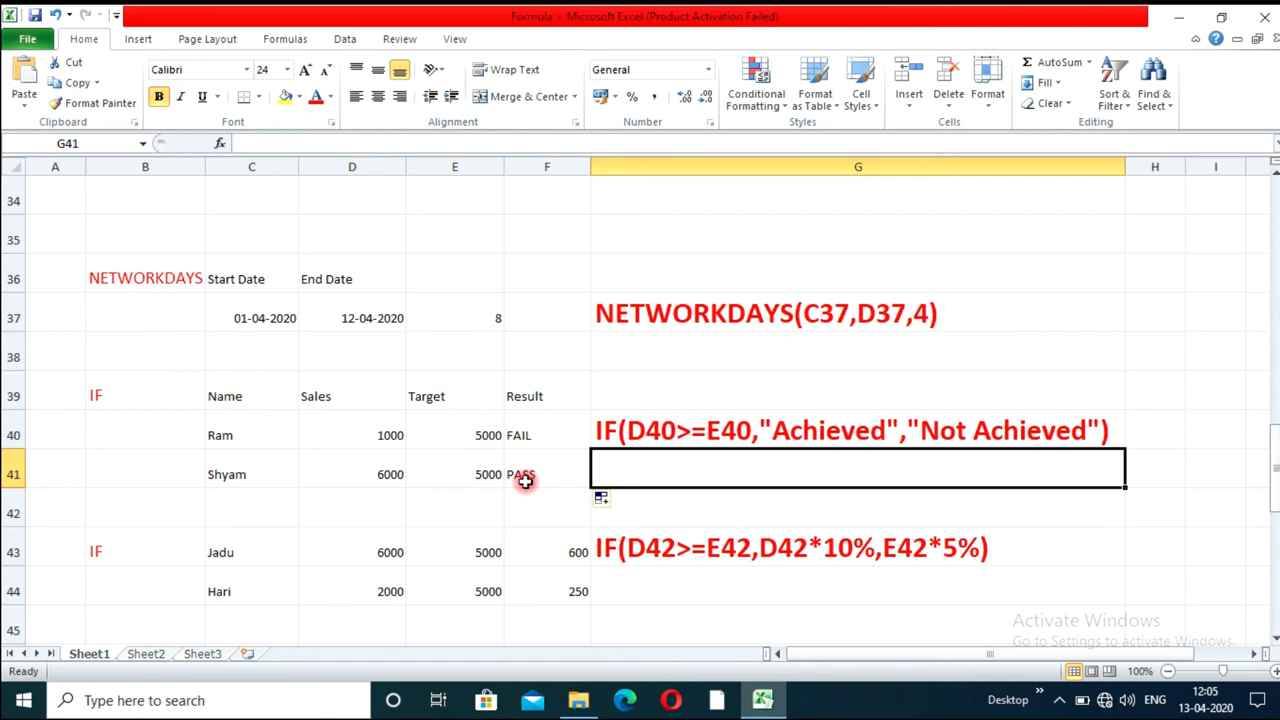 Formula - Microsoft Excel (Product Activation Failed)
File Home Insert Page Layout Formulas Data Review View
Paste
Cut
Copy
Format Painter
Clipboard
Calibri 24
B I U A
Font
Wrap Text
Merge & Center
Alignment
General
% ,
Number
Conditional Formatting
Format as Table
Cell Styles
Styles
Insert
Delete
Format
Cells
AutoSum
Fill
Clear
Sort & Filter
Find & Select
Editing
G41 fx
A B C D E F G H I
34
35
36 NETWORKDAYS Start Date End Date
37 01-04-2020 12-04-2020 8 NETWORKDAYS(C37,D37,4)
38
39 IF Name Sales Target Result
40 Ram 1000 5000 FAIL IF(D40>=E40,"Achieved","Not Achieved")
41 Shyam 6000 5000 PASS
42
43 IF Jadu 6000 5000 600 IF(D42>=E42,D42*10%,E42*5%)
44 Hari 2000 5000 250
45
Activate Windows
Go to Settings to activate Windows.
Sheet1 Sheet2 Sheet3
Ready 100%
Type here to search
Desktop » ENG 12:05
13-04-2020